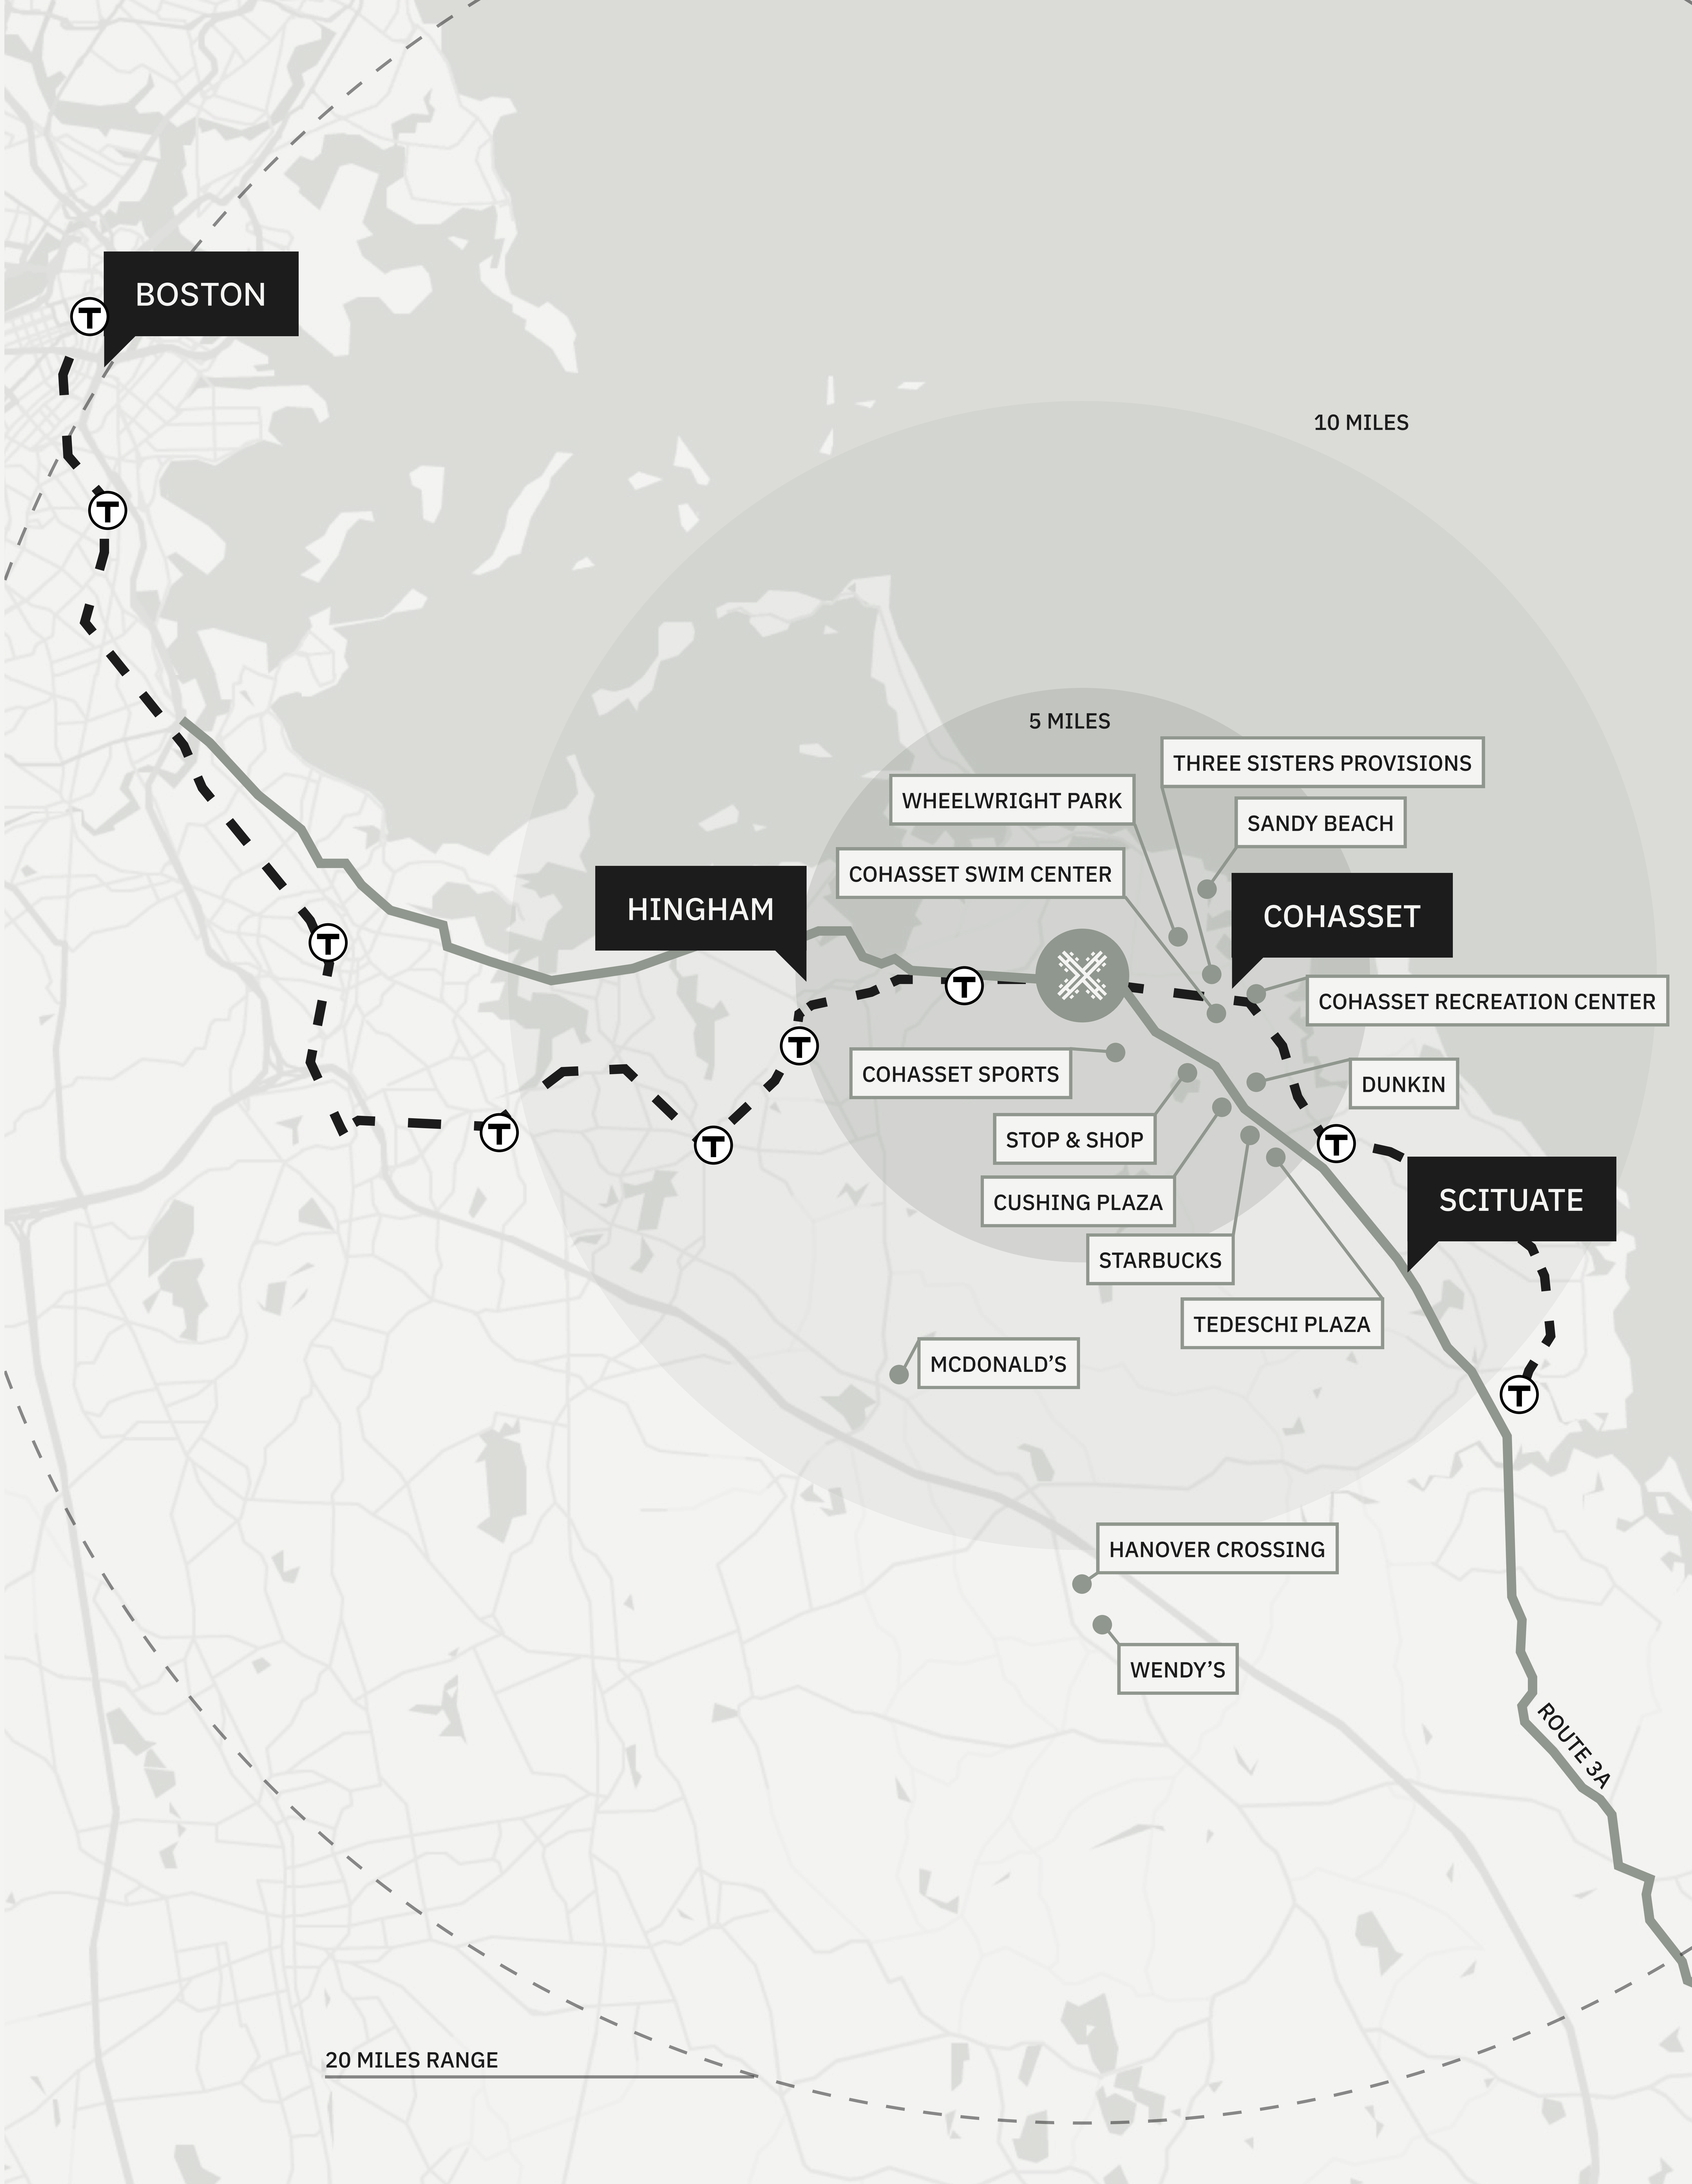 BOSTON
T
10 MILES
T
5 MILES
THREE SISTERS PROVISIONS
WHEELWRIGHT PARK
SANDY BEACH
COHASSET SWIM CENTER
HINGHAM
COHASSET
T
T
COHASSET RECREATION CENTER
T
COHASSET SPORTS
DUNKIN
T
T
STOP & SHOP
T
CUSHING PLAZA
SCITUATE
STARBUCKS
TEDESCHI PLAZA
MCDONALD’S
T
HANOVER CROSSING
WENDY’S
ROUTE 3A
20 MILES RANGE